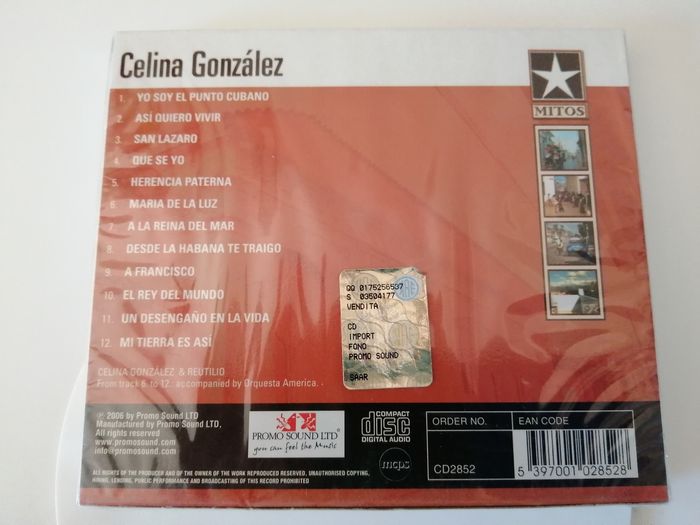 Celina González
MITOS
1. YO SOY EL PUNTO CUBANO
2. ASÍ QUIERO VIVIR
3. SAN LAZARO
4. QUE SE YO
5. HERENCIA PATERNA
6. MARIA DE LA LUZ
7. A LA REINA DEL MAR
8. DESDE LA HABANA TE TRAIGO
9. A FRANCISCO
10. EL REY DEL MUNDO
11. UN DESENGAÑO EN LA VIDA
12. MI TIERRA ES ASÍ
CELINA GONZÁLEZ & REUTILIO
From track 6 to 12: accompanied by Orquesta America.
QQ 0175256537
S 03504177
VENDITA
CD
IMPORT
FONO
PROMO SOUND
SAAR
℗ 2006 by Promo Sound LTD
Manufactured by Promo Sound LTD,
All rights reserved
www.promosound.com
info@promosound.com
PROMO SOUND LTD
you can feel the Music
COMPACT
disc
DIGITAL AUDIO
mcps
ORDER NO.
CD2852
EAN CODE
5 397001 028528
ALL RIGHTS OF THE PRODUCER AND OF THE OWNER OF THE WORK REPRODUCED RESERVED, UNAUTHORISED COPYING,
HIRING, LENDING, PUBLIC PERFORMANCE AND BROADCASTING OF THIS RECORD PROHIBITED